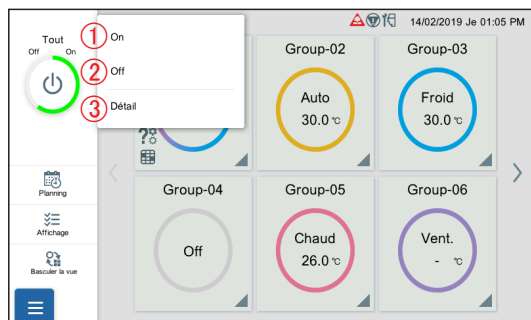 14/02/2019 Je 01:05 PM
Tout
Off On
① On
② Off
③ Détail
Planning
Affichage
Basculer la vue
Group-02
Auto
30.0 ℃
Group-03
Froid
30.0 ℃
Group-04
Off
Group-05
Chaud
26.0 ℃
Group-06
Vent.
- ℃